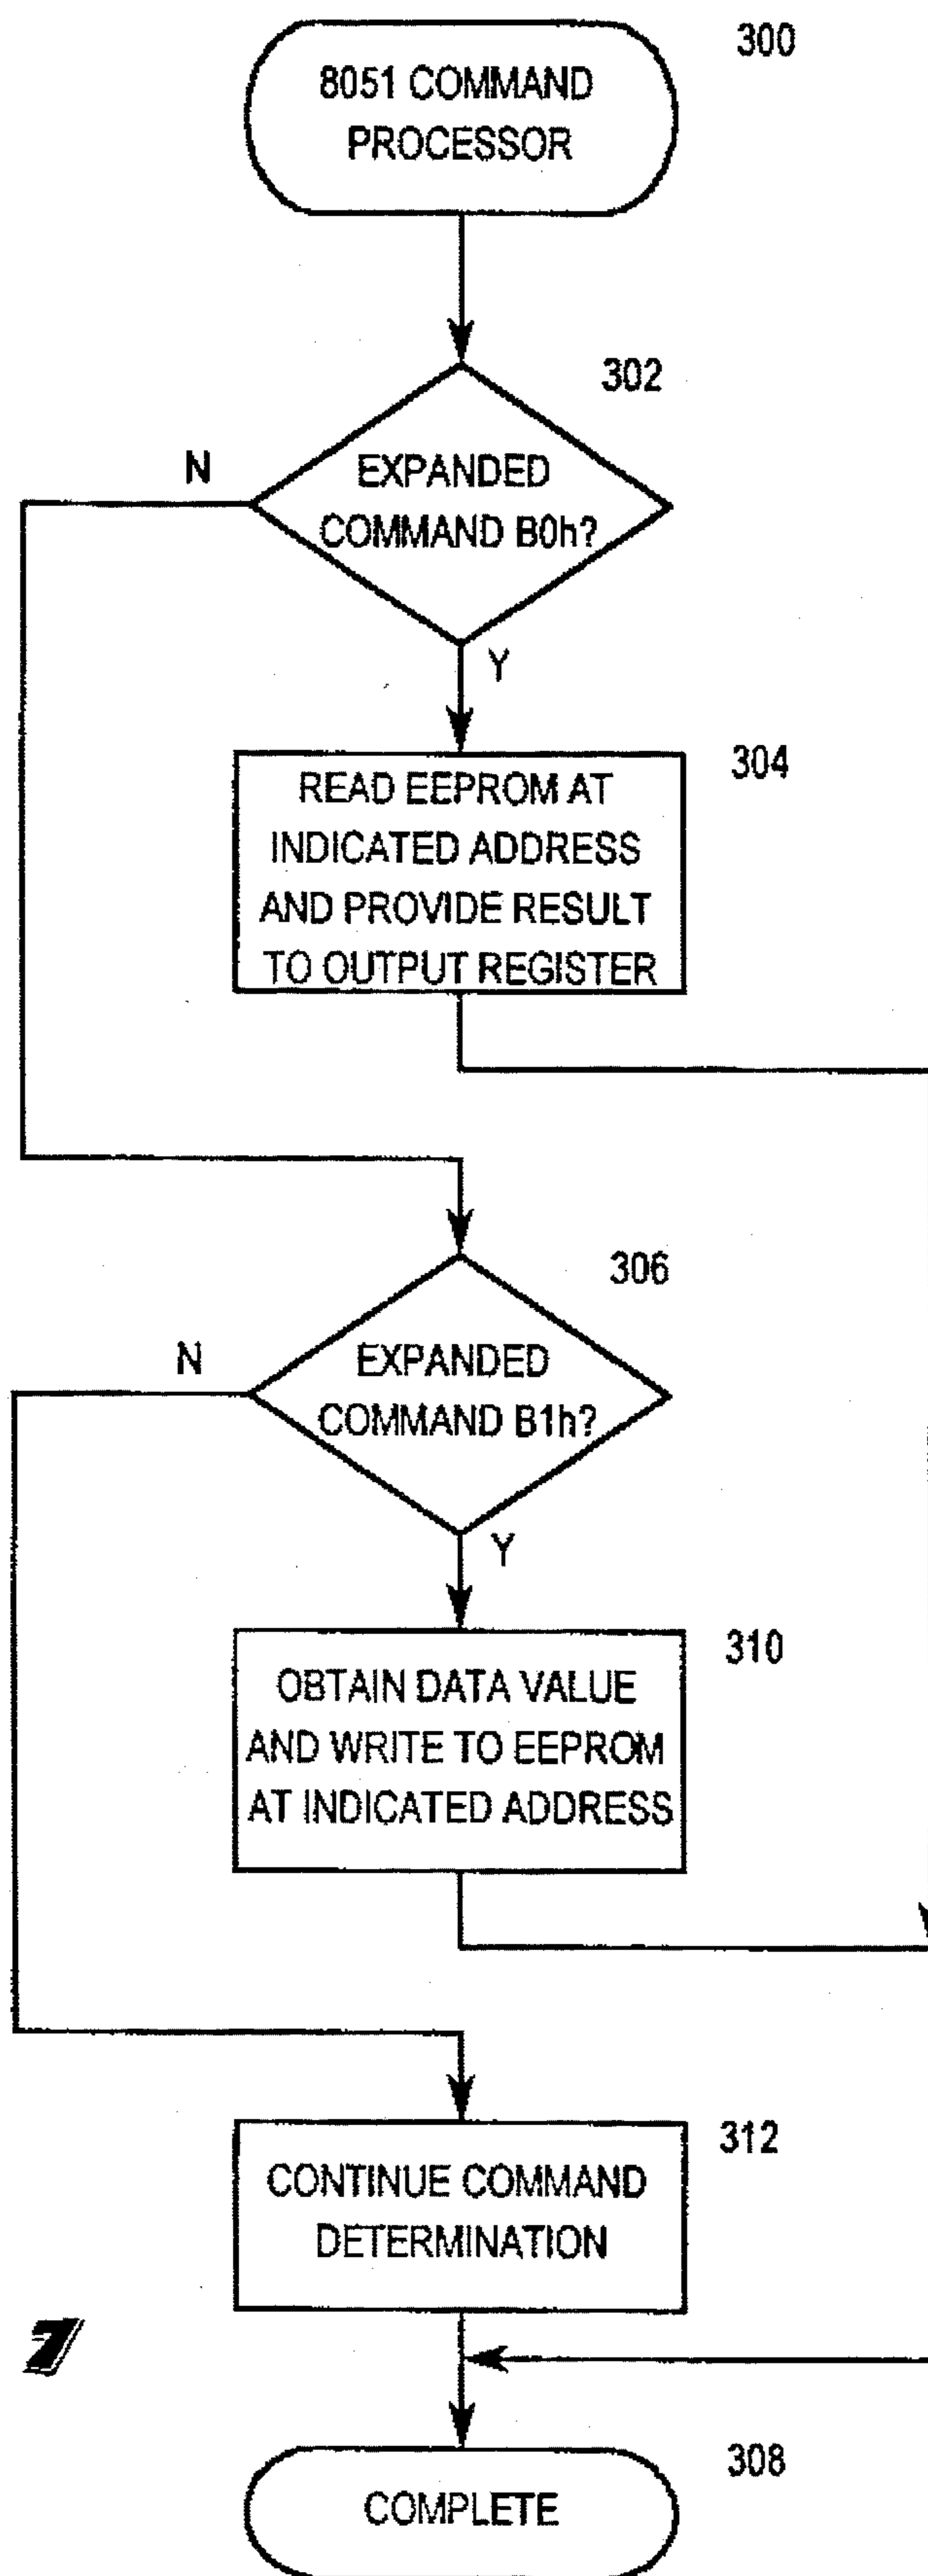 300
8051 COMMAND
PROCESSOR
302
N
EXPANDED
COMMAND B0h?
Y
304
READ EEPROM AT
INDICATED ADDRESS
AND PROVIDE RESULT
TO OUTPUT REGISTER
306
N
EXPANDED
COMMAND B1h?
Y
310
OBTAIN DATA VALUE
AND WRITE TO EEPROM
AT INDICATED ADDRESS
312
CONTINUE COMMAND
DETERMINATION
7
308
COMPLETE